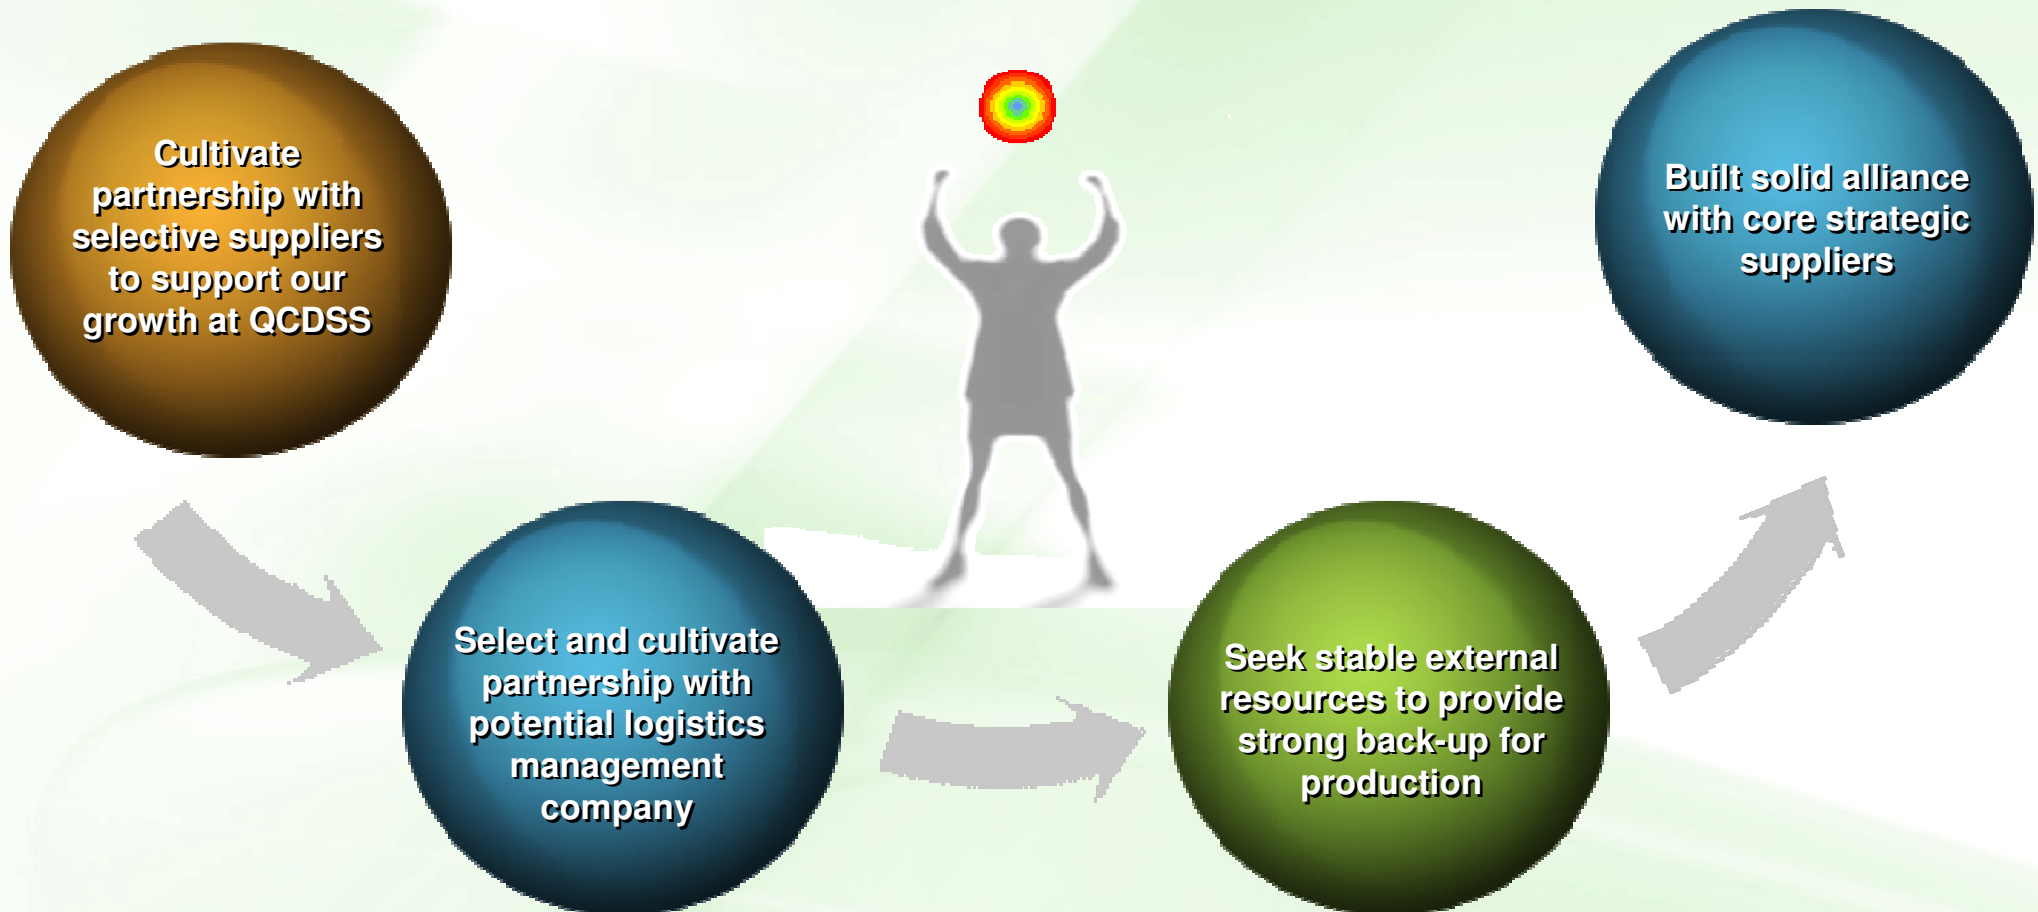 Cultivate
partnership with
selective suppliers
to support our
growth at QCDSS
Select and cultivate
partnership with
potential logistics
management
company
Seek stable external
resources to provide
strong back-up for
production
Built solid alliance
with core strategic
suppliers